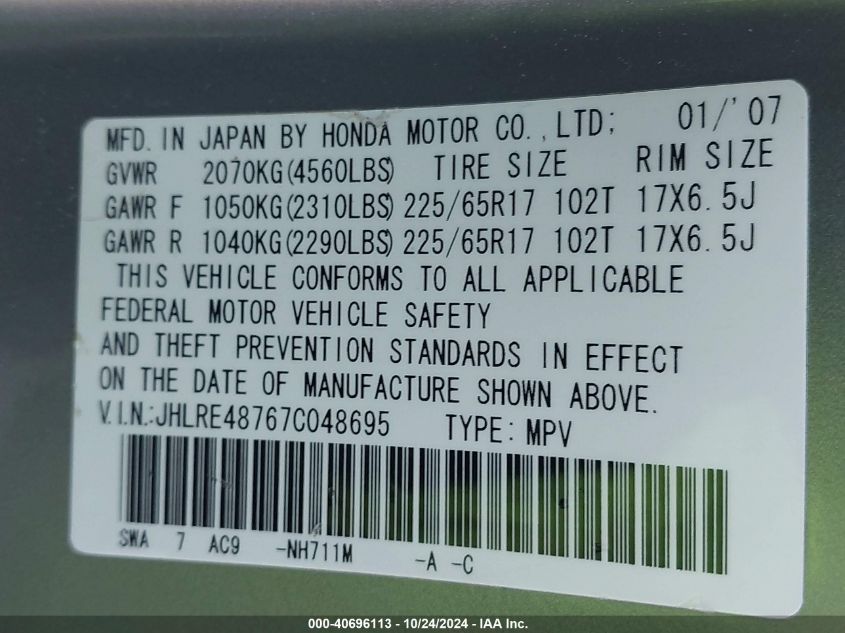 MFD. IN JAPAN BY HONDA MOTOR CO.,LTD; 01/'07
GVWR 2070KG(4560LBS) TIRE SIZE RIM SIZE
GAWR F 1050KG(2310LBS) 225/65R17 102T 17X6.5J
GAWR R 1040KG(2290LBS) 225/65R17 102T 17X6.5J
THIS VEHICLE CONFORMS TO ALL APPLICABLE
FEDERAL MOTOR VEHICLE SAFETY
AND THEFT PREVENTION STANDARDS IN EFFECT
ON THE DATE OF MANUFACTURE SHOWN ABOVE.
V.I.N.:JHLRE48767C048695 TYPE: MPV
SWA 7 AC9 -NH711M -A -C
000-40696113 - 10/24/2024 - IAA Inc.